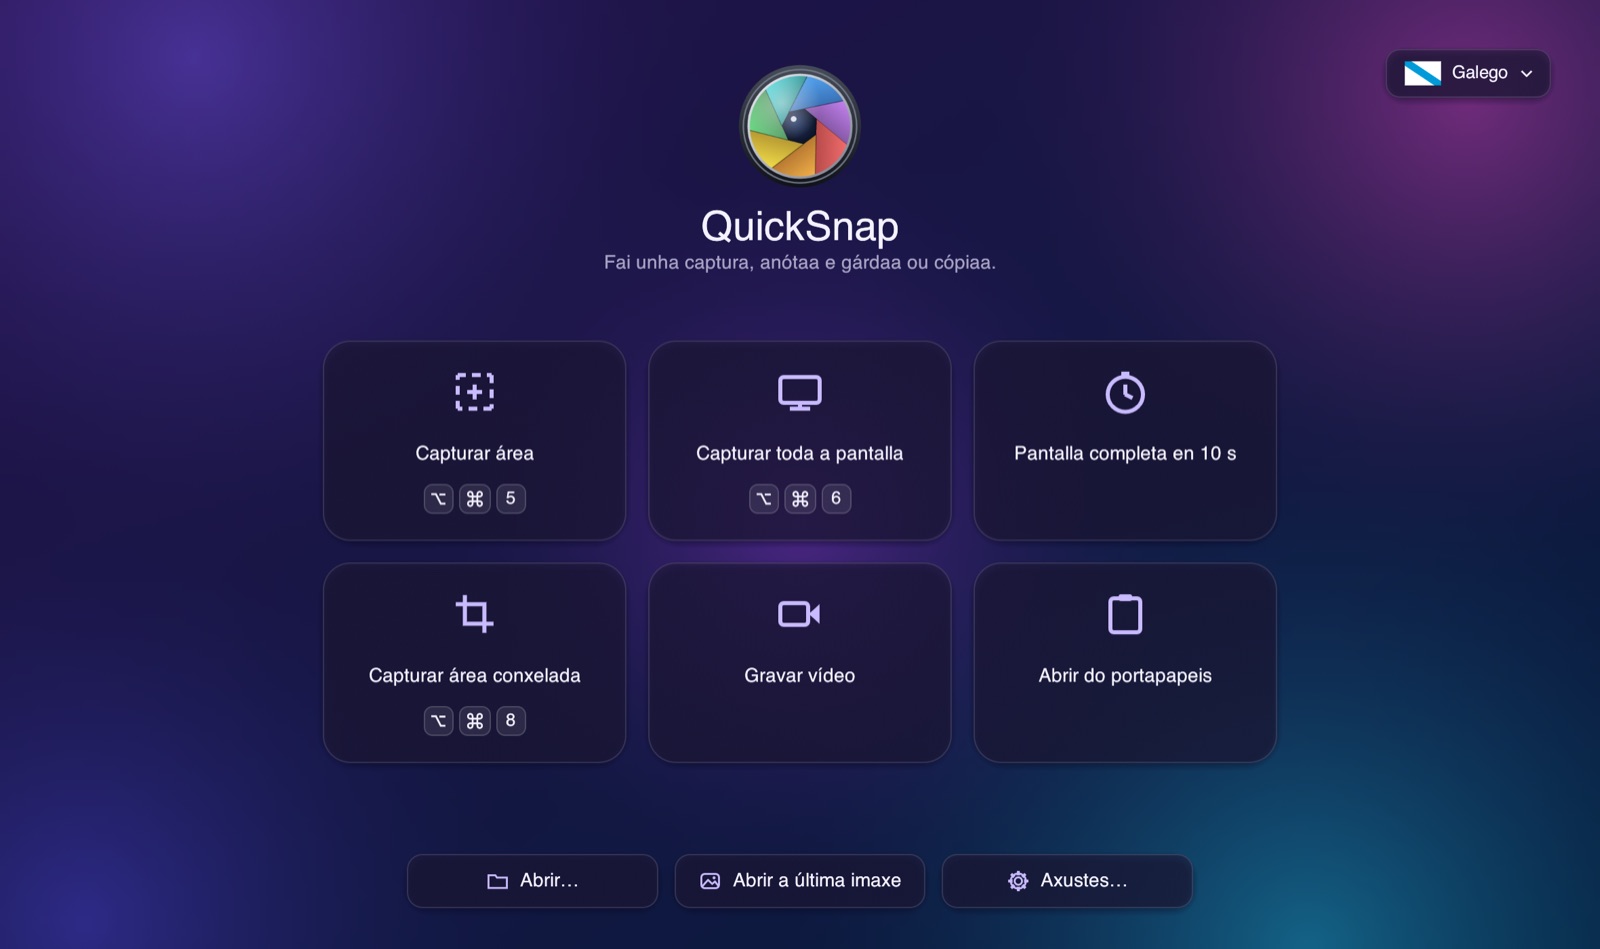 Galego
QuickSnap
Fai unha captura, anótaa e gárdaa ou cópiaa.
Capturar área
⌥ ⌘ 5
Capturar toda a pantalla
⌥ ⌘ 6
Pantalla completa en 10 s
Capturar área conxelada
⌥ ⌘ 8
Gravar vídeo
Abrir do portapapeis
Abrir…
Abrir a última imaxe
Axustes…